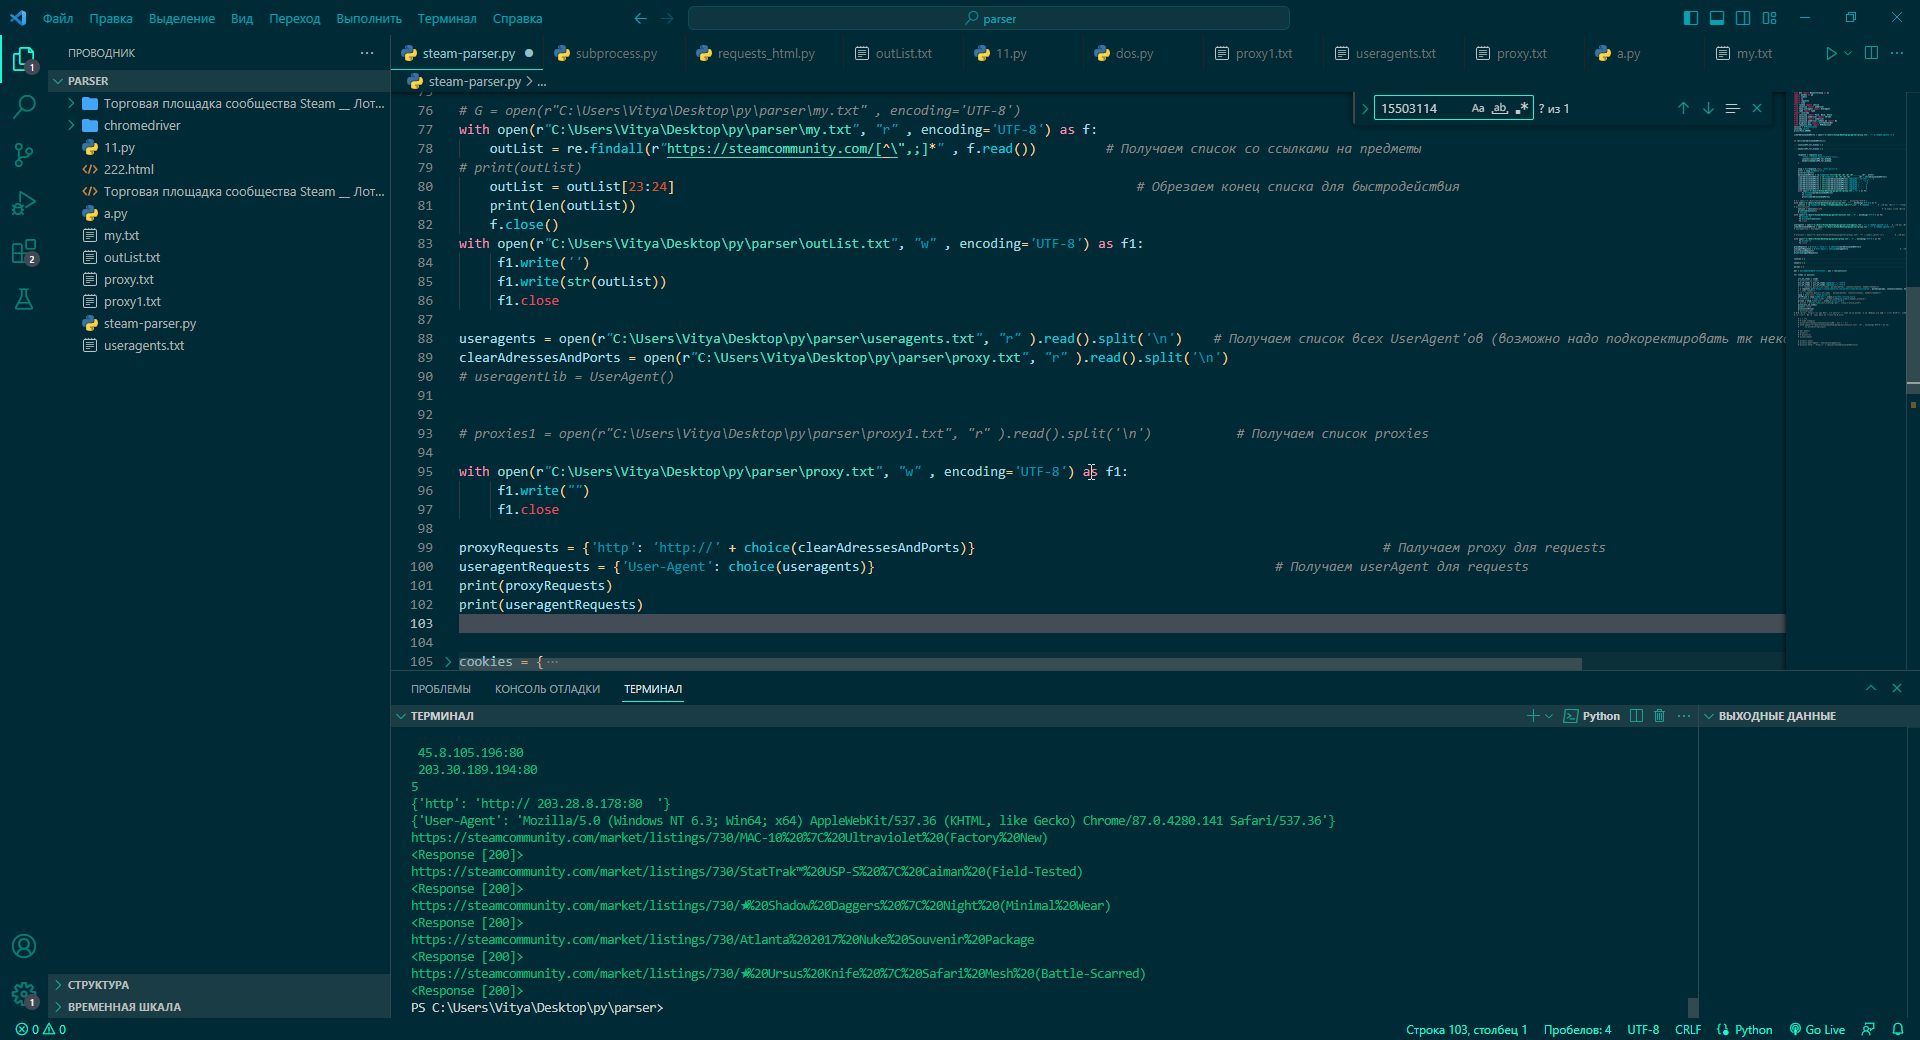 Файл Правка Выделение Вид Переход Выполнить Терминал Справка
parser
ПРОВОДНИК
PARSER
Торговая площадка сообщества Steam __ Лот...
chromedriver
11.py
222.html
Торговая площадка сообщества Steam __ Лот...
a.py
my.txt
outList.txt
proxy.txt
proxy1.txt
steam-parser.py
useragents.txt
СТРУКТУРА
ВРЕМЕННАЯ ШКАЛА
steam-parser.py subprocess.py requests_html.py outList.txt 11.py dos.py proxy1.txt useragents.txt proxy.txt a.py my.txt
steam-parser.py > ...
15503114 Aa ab ? из 1
76 # G = open(r"C:\Users\Vitya\Desktop\py\parser\my.txt" , encoding='UTF-8')
77 with open(r"C:\Users\Vitya\Desktop\py\parser\my.txt", "r" , encoding='UTF-8') as f:
78 outList = re.findall(r"https://steamcommunity.com/[^\",;]*" , f.read()) # Получаем список со ссылками на предметы
79 # print(outList)
80 outList = outList[23:24] # Обрезаем конец списка для быстродействия
81 print(len(outList))
82 f.close()
83 with open(r"C:\Users\Vitya\Desktop\py\parser\outList.txt", "w" , encoding='UTF-8') as f1:
84 f1.write('')
85 f1.write(str(outList))
86 f1.close
87
88 useragents = open(r"C:\Users\Vitya\Desktop\py\parser\useragents.txt", "r" ).read().split('\n') # Получаем список всех UserAgent'ов (возможно надо подкоректировать тк неко
89 clearAdressesAndPorts = open(r"C:\Users\Vitya\Desktop\py\parser\proxy.txt", "r" ).read().split('\n')
90 # useragentLib = UserAgent()
91
92
93 # proxies1 = open(r"C:\Users\Vitya\Desktop\py\parser\proxy1.txt", "r" ).read().split('\n') # Получаем список proxies
94
95 with open(r"C:\Users\Vitya\Desktop\py\parser\proxy.txt", "w" , encoding='UTF-8') as f1:
96 f1.write("")
97 f1.close
98
99 proxyRequests = {'http': 'http://' + choice(clearAdressesAndPorts)} # Палучаем proxy для requests
100 useragentRequests = {'User-Agent': choice(useragents)} # Получаем userAgent для requests
101 print(proxyRequests)
102 print(useragentRequests)
103
104
105 cookies = {...
ПРОБЛЕМЫ КОНСОЛЬ ОТЛАДКИ ТЕРМИНАЛ
ТЕРМИНАЛ Python ВЫХОДНЫЕ ДАННЫЕ
45.8.105.196:80
203.30.189.194:80
5
{'http': 'http:// 203.28.8.178:80 '}
{'User-Agent': 'Mozilla/5.0 (Windows NT 6.3; Win64; x64) AppleWebKit/537.36 (KHTML, like Gecko) Chrome/87.0.4280.141 Safari/537.36'}
https://steamcommunity.com/market/listings/730/MAC-10%20%7C%20Ultraviolet%20(Factory%20New)
<Response [200]>
https://steamcommunity.com/market/listings/730/StatTrak™%20USP-S%20%7C%20Caiman%20(Field-Tested)
<Response [200]>
https://steamcommunity.com/market/listings/730/★%20Shadow%20Daggers%20%7C%20Night%20(Minimal%20Wear)
<Response [200]>
https://steamcommunity.com/market/listings/730/Atlanta%202017%20Nuke%20Souvenir%20Package
<Response [200]>
https://steamcommunity.com/market/listings/730/★%20Ursus%20Knife%20%7C%20Safari%20Mesh%20(Battle-Scarred)
<Response [200]>
PS C:\Users\Vitya\Desktop\py\parser>
0 0 Строка 103, столбец 1 Пробелов: 4 UTF-8 CRLF Python Go Live